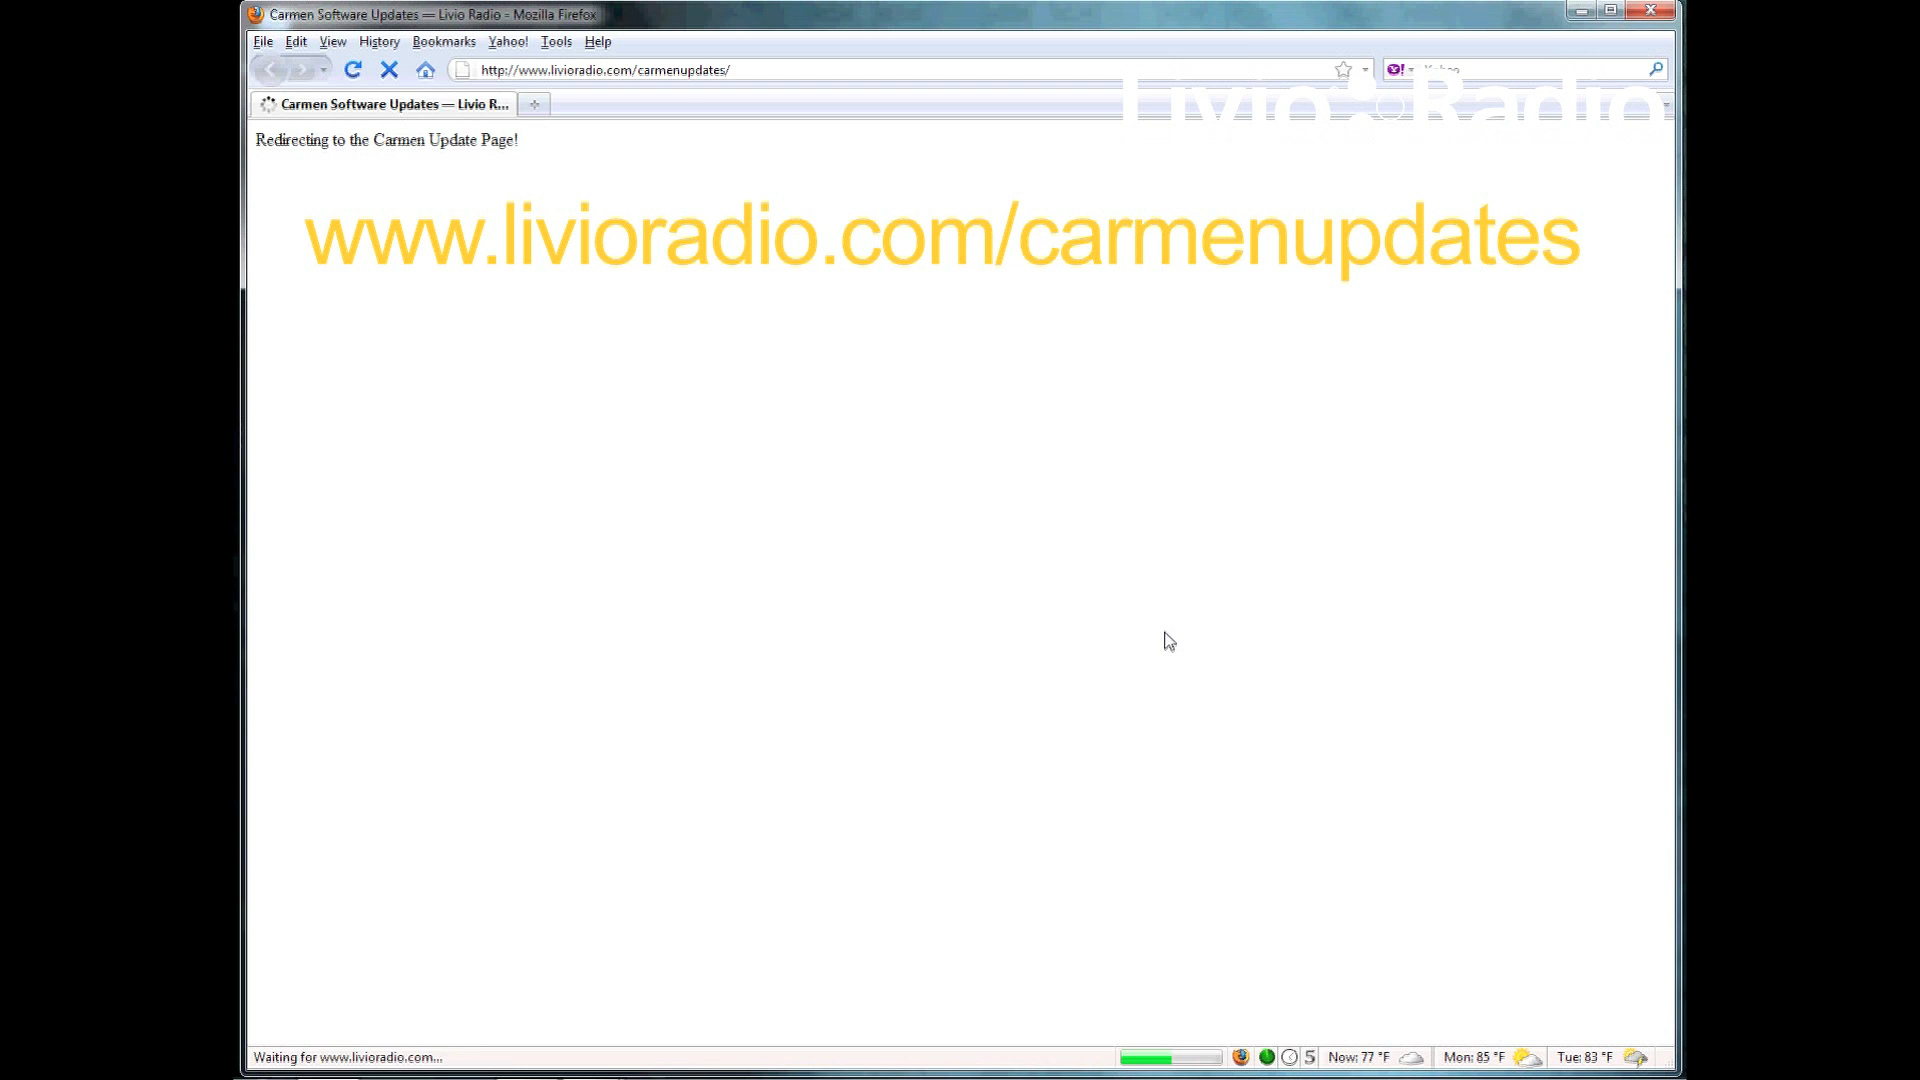 Carmen Software Updates — Livio Radio - Mozilla Firefox
File Edit View History Bookmarks Yahoo! Tools Help
http://www.livioradio.com/carmenupdates/
Y!
Livio Radio
Carmen Software Updates — Livio R...
Redirecting to the Carmen Update Page!
www.livioradio.com/carmenupdates
Waiting for www.livioradio.com...
5 Now: 77 °F Mon: 85 °F Tue: 83 °F